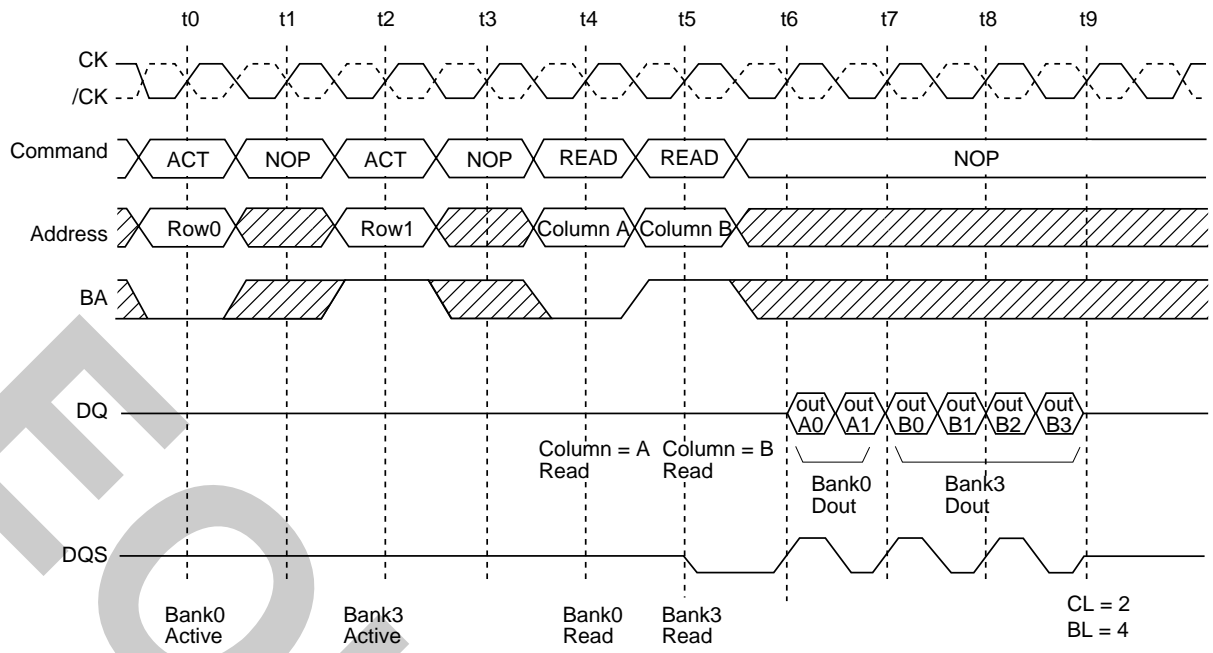 t0 t1 t2 t3 t4 t5 t6 t7 t8 t9
CK
/CK
Command ACT NOP ACT NOP READ READ NOP
Address Row0 Row1 Column A Column B
BA
DQ out A0 out A1 out B0 out B1 out B2 out B3
Column = A Column = B
Read Read
Bank0 Bank3
Dout Dout
DQS
Bank0 Bank3 Bank0 Bank3
Active Active Read Read
CL = 2
BL = 4